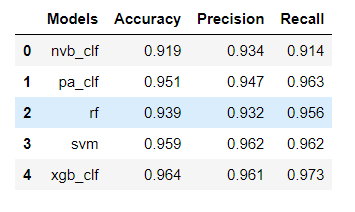 Models Accuracy Precision Recall
0 nvb_clf 0.919 0.934 0.914
1 pa_clf 0.951 0.947 0.963
2 rf 0.939 0.932 0.956
3 svm 0.959 0.962 0.962
4 xgb_clf 0.964 0.961 0.973